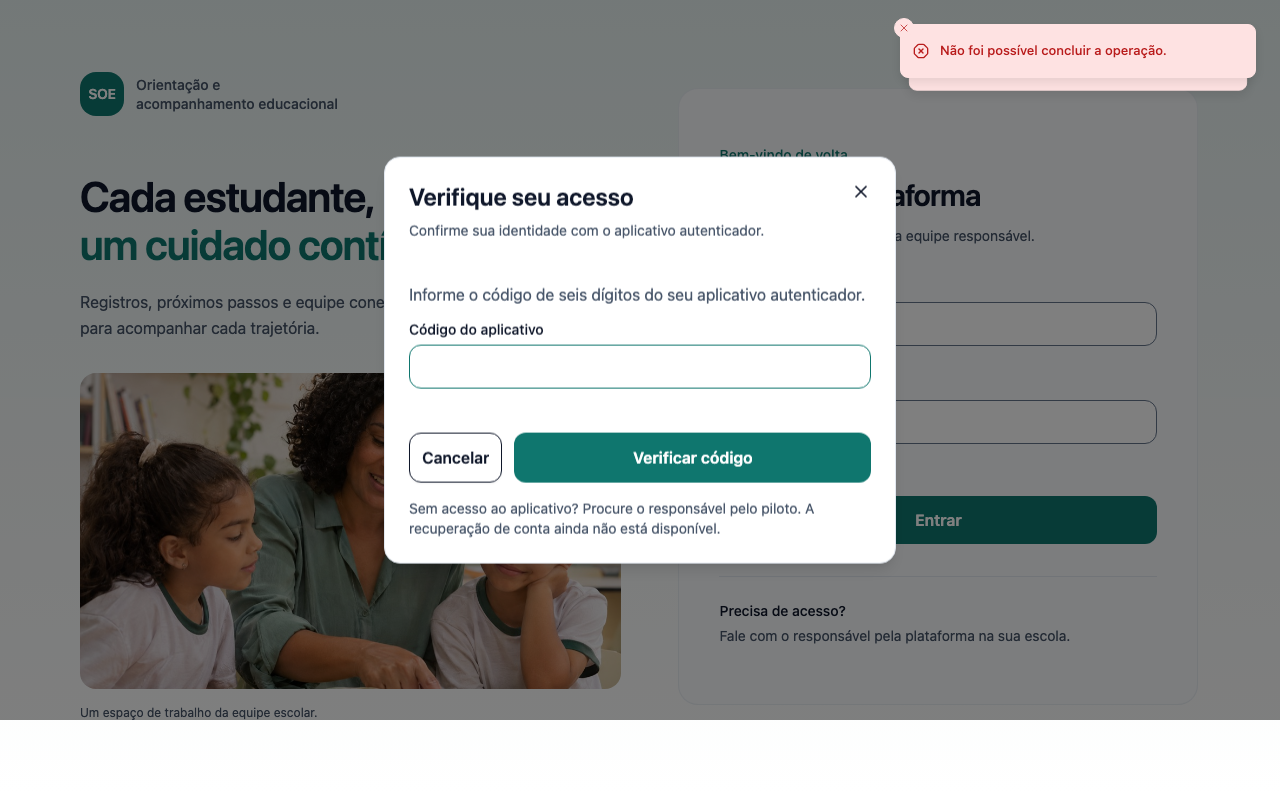 Não foi possível concluir a operação.
SOE
Orientação e
acompanhamento educacional
Cada estudante,
um cuidado contí
Registros, próximos passos e equipe cone
para acompanhar cada trajetória.
Um espaço de trabalho da equipe escolar.
Bem-vindo de volta
aforma
a equipe responsável.
Entrar
Precisa de acesso?
Fale com o responsável pela plataforma na sua escola.
Verifique seu acesso
Confirme sua identidade com o aplicativo autenticador.
Informe o código de seis dígitos do seu aplicativo autenticador.
Código do aplicativo
Cancelar
Verificar código
Sem acesso ao aplicativo? Procure o responsável pelo piloto. A
recuperação de conta ainda não está disponível.